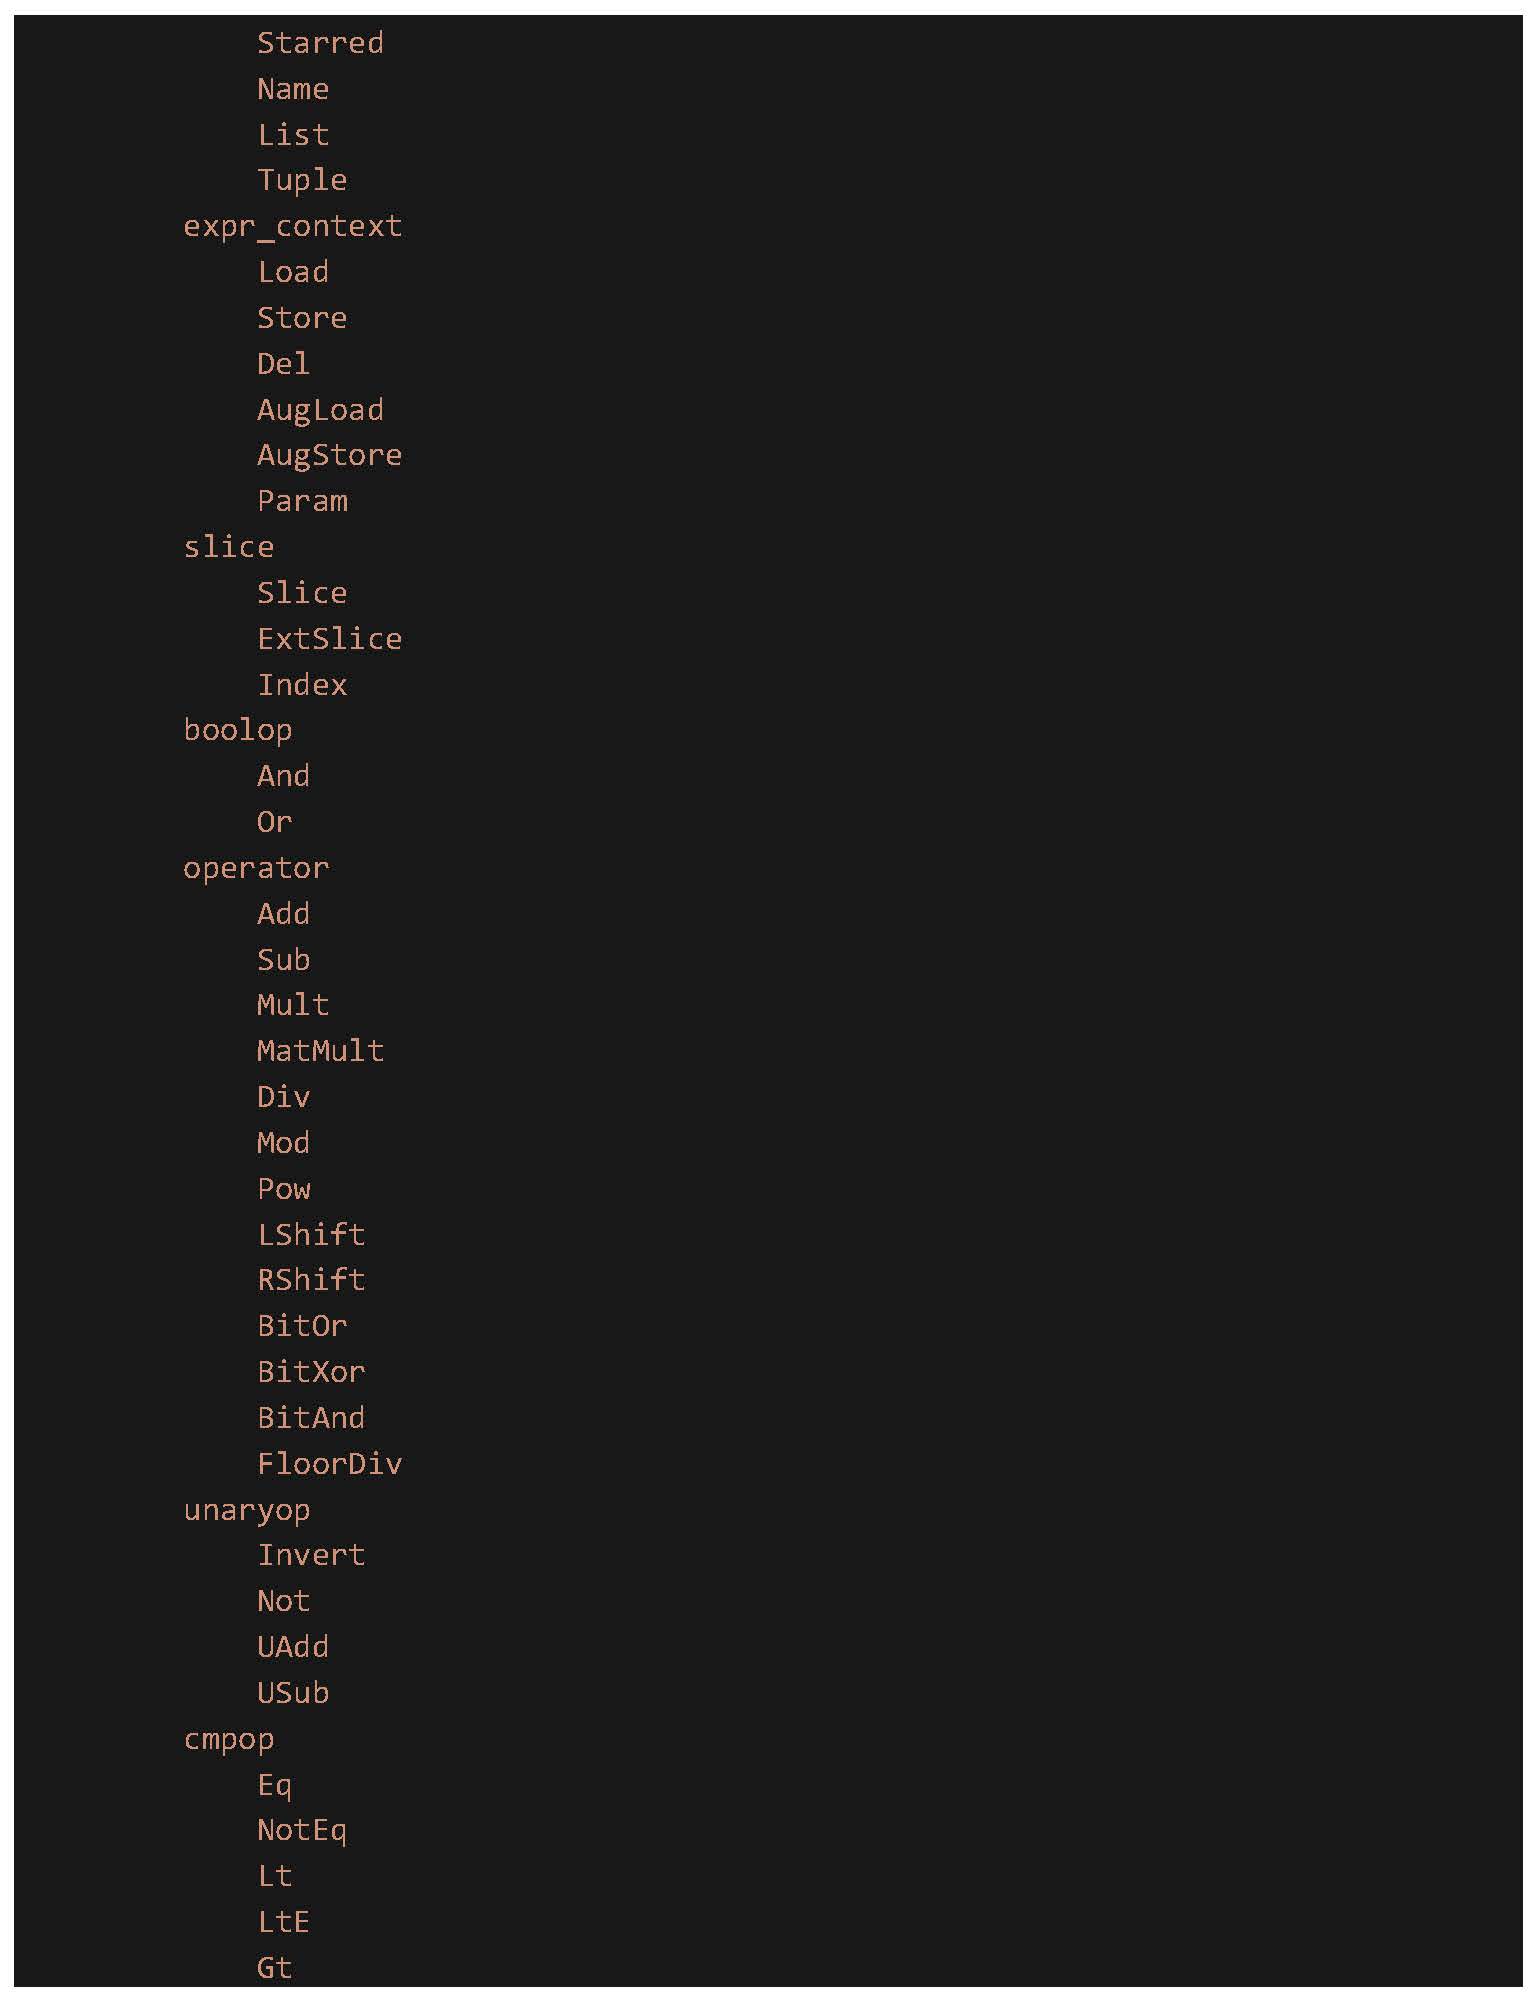 Starred
Name
List
Tuple
expr_context
Load
Store
Del
AugLoad
AugStore
Param
slice
Slice
ExtSlice
Index
boolop
And
Or
operator
Add
Sub
Mult
MatMult
Div
Mod
Pow
LShift
RShift
BitOr
BitXor
BitAnd
FloorDiv
unaryop
Invert
Not
UAdd
USub
cmpop
Eq
NotEq
Lt
LtE
Gt